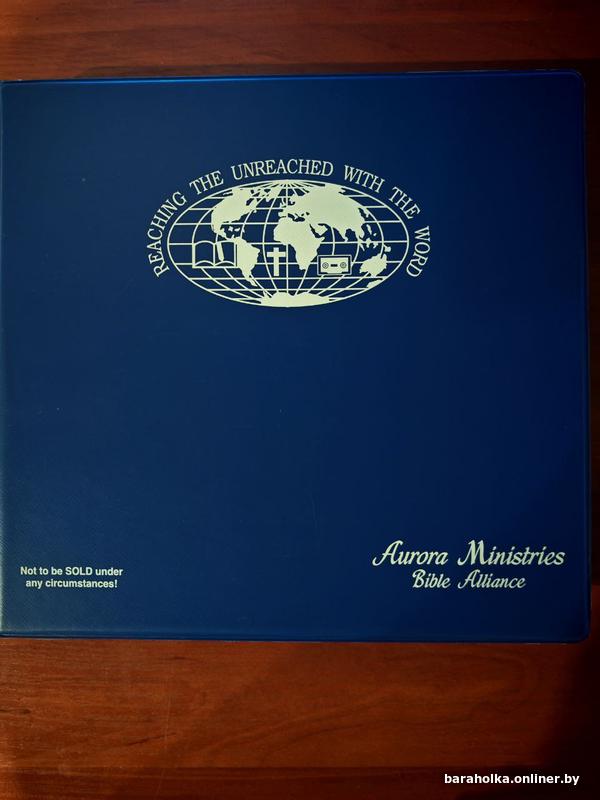 REACHING THE UNREACHED WITH THE WORD
Not to be SOLD under
any circumstances!
Aurora Ministries
Bible Alliance
baraholka.onliner.by